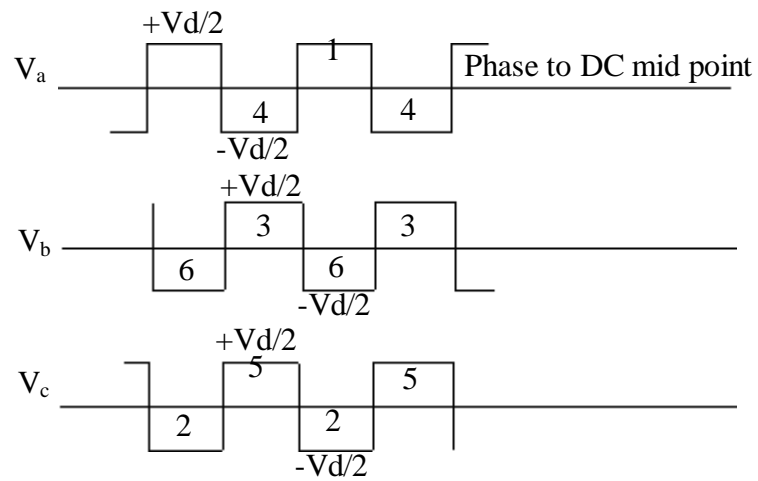 +Vd/2
Va 1 Phase to DC mid point
4 4
-Vd/2
+Vd/2
3 3
Vb
6 6
-Vd/2
+Vd/2
5 5
Vc
2 2
-Vd/2